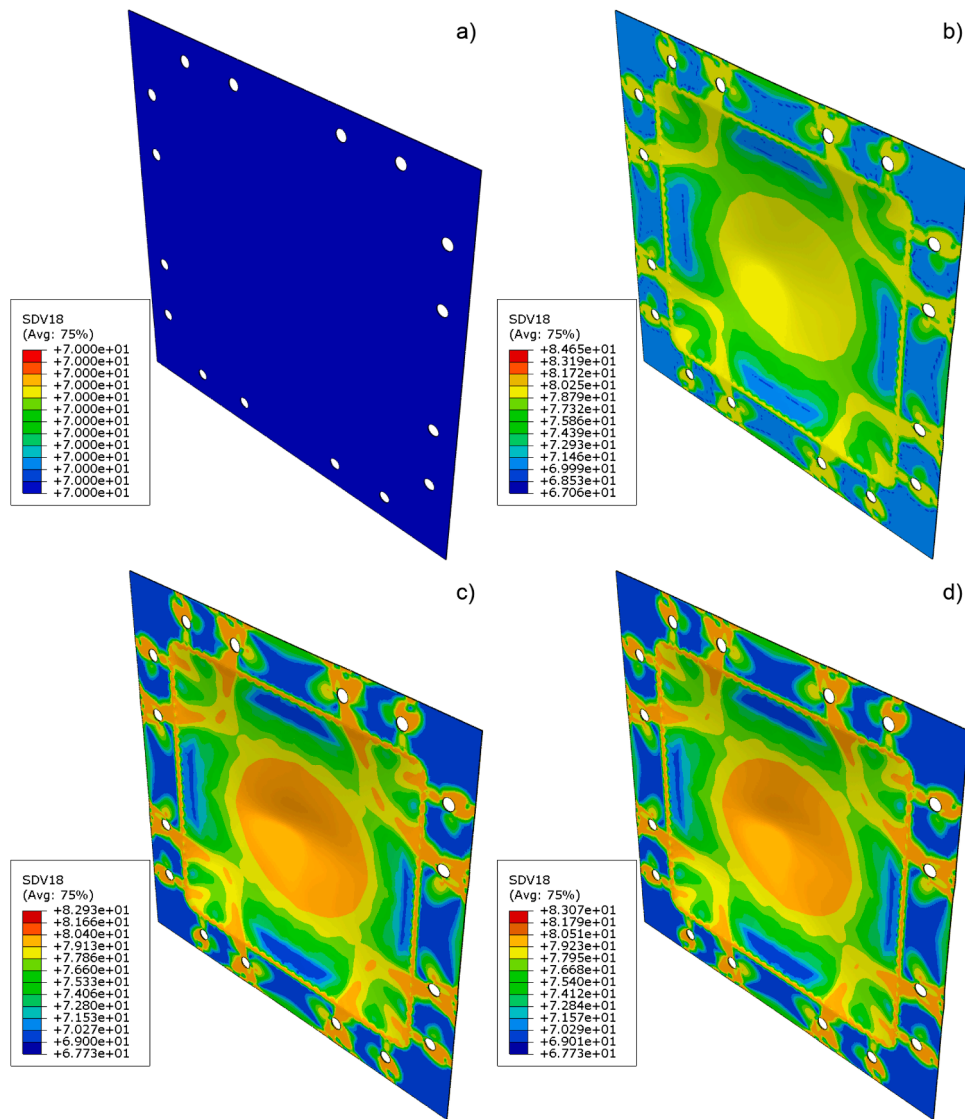 a)
SDV18
(Avg: 75%)
+7.000e+01
+7.000e+01
+7.000e+01
+7.000e+01
+7.000e+01
+7.000e+01
+7.000e+01
+7.000e+01
+7.000e+01
+7.000e+01
+7.000e+01
+7.000e+01
+7.000e+01
b)
SDV18
(Avg: 75%)
+8.465e+01
+8.319e+01
+8.172e+01
+8.025e+01
+7.879e+01
+7.732e+01
+7.586e+01
+7.439e+01
+7.293e+01
+7.146e+01
+6.999e+01
+6.853e+01
+6.706e+01
c)
SDV18
(Avg: 75%)
+8.293e+01
+8.166e+01
+8.040e+01
+7.913e+01
+7.786e+01
+7.660e+01
+7.533e+01
+7.406e+01
+7.280e+01
+7.153e+01
+7.027e+01
+6.900e+01
+6.773e+01
d)
SDV18
(Avg: 75%)
+8.307e+01
+8.179e+01
+8.051e+01
+7.923e+01
+7.795e+01
+7.668e+01
+7.540e+01
+7.412e+01
+7.284e+01
+7.157e+01
+7.029e+01
+6.901e+01
+6.773e+01